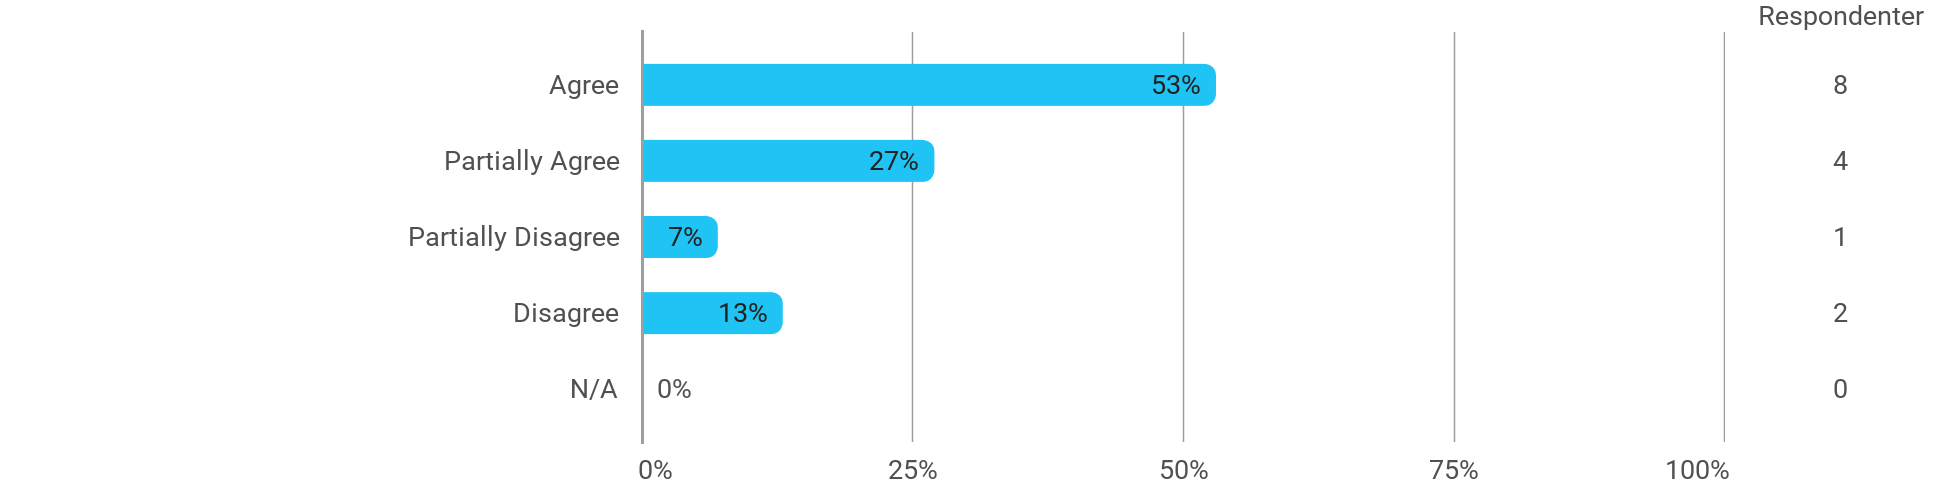 Respondenter
Agree 53% 8
Partially Agree 27% 4
Partially Disagree 7% 1
Disagree 13% 2
N/A 0% 0
0% 25% 50% 75% 100%